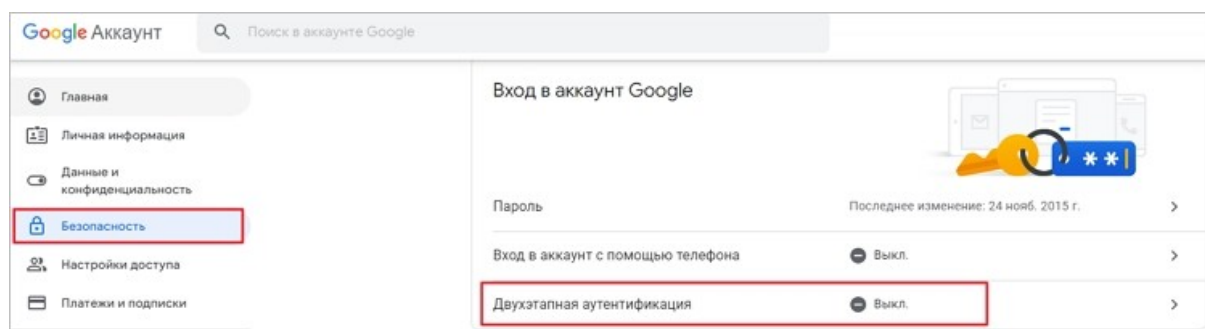 Google Аккаунт
Поиск в аккаунте Google
Главная
Личная информация
Данные и
конфиденциальность
Безопасность
Настройки доступа
Платежи и подписки
Вход в аккаунт Google
**
Пароль
Последнее изменение: 24 нояб. 2015 г.
Вход в аккаунт с помощью телефона
Выкл.
Двухэтапная аутентификация
Выкл.